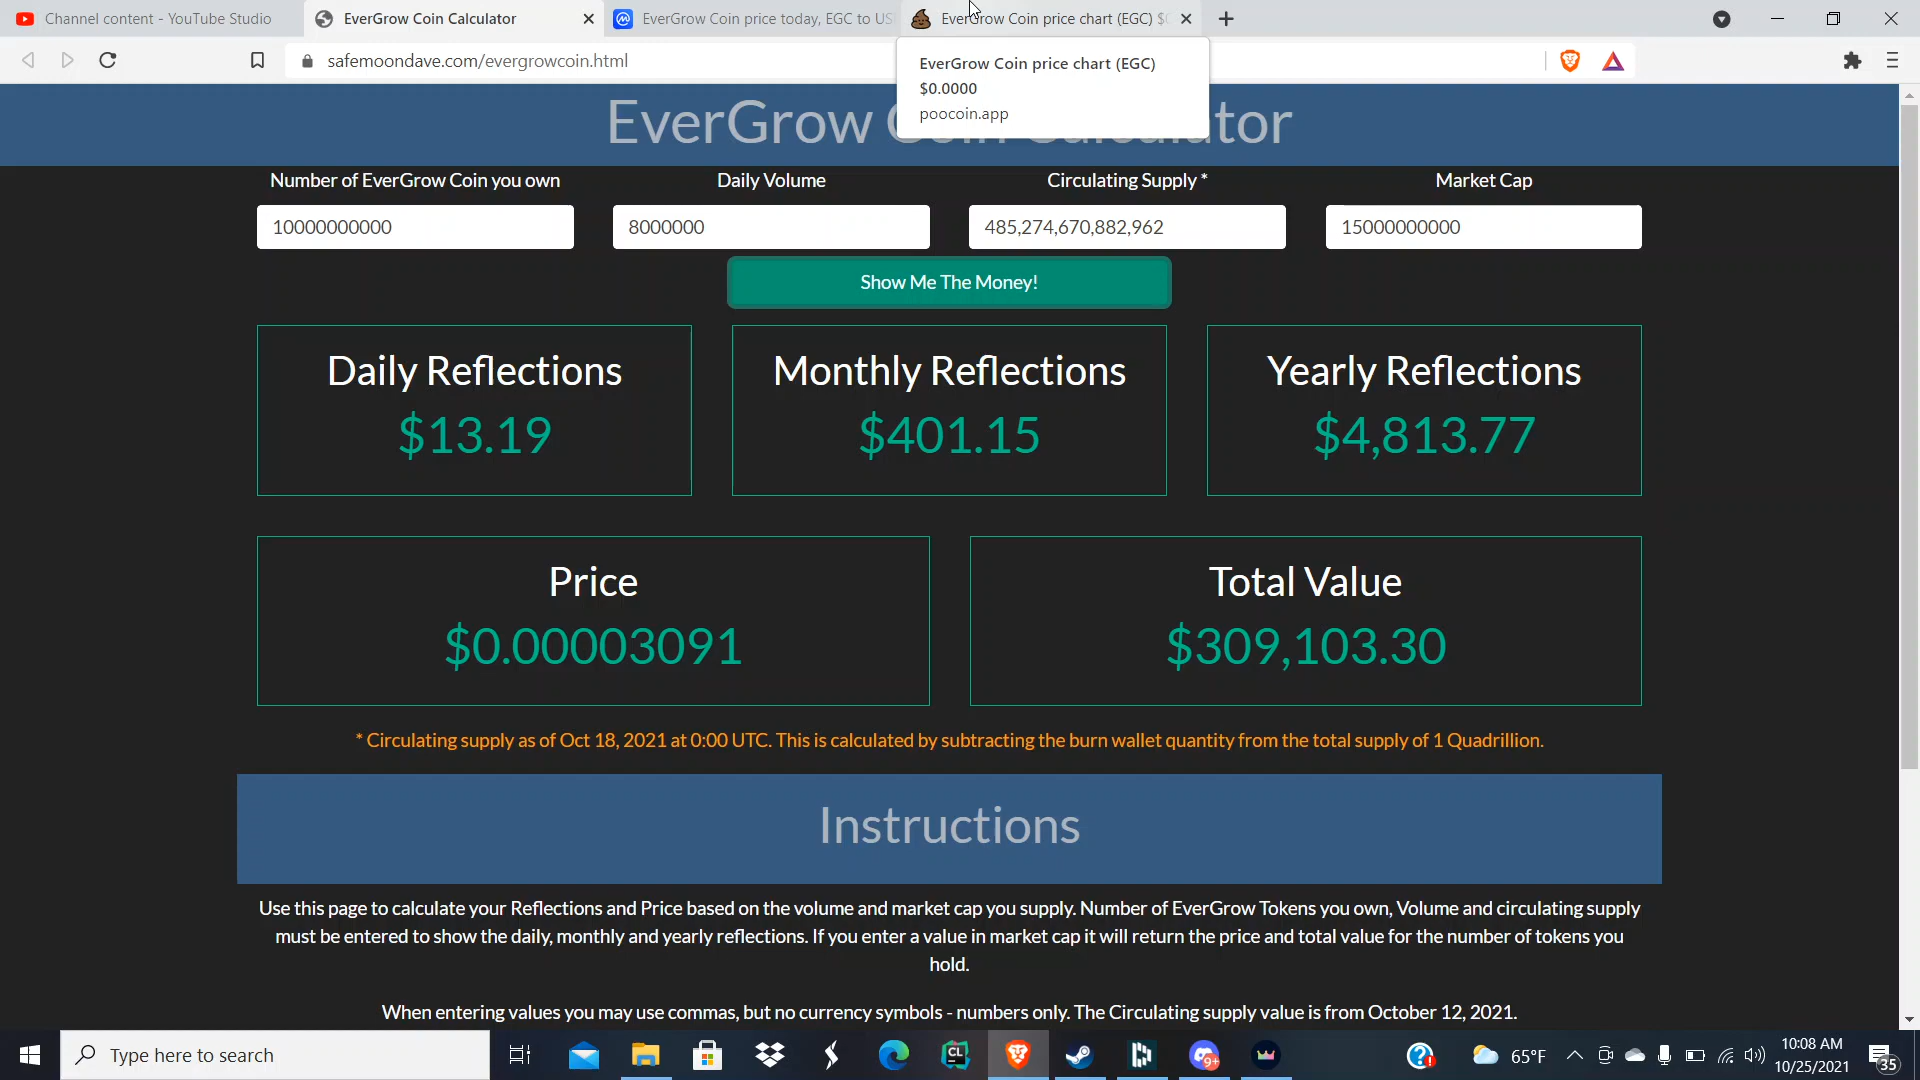 Channel content - YouTube Studio
EverGrow Coin Calculator
EverGrow Coin price today, EGC to US
EverGrow Coin price chart (EGC) $
safemoondave.com/evergrowcoin.html
EverGrow Coin price chart (EGC)
$0.0000
poocoin.app
EverGrow Coin Calculator
Number of EverGrow Coin you own
Daily Volume
Circulating Supply *
Market Cap
10000000000
8000000
485,274,670,882,962
15000000000
Show Me The Money!
Daily Reflections
$13.19
Monthly Reflections
$401.15
Yearly Reflections
$4,813.77
Price
$0.00003091
Total Value
$309,103.30
* Circulating supply as of Oct 18, 2021 at 0:00 UTC. This is calculated by subtracting the burn wallet quantity from the total supply of 1 Quadrillion.
Instructions
Use this page to calculate your Reflections and Price based on the volume and market cap you supply. Number of EverGrow Tokens you own, Volume and circulating supply
must be entered to show the daily, monthly and yearly reflections. If you enter a value in market cap it will return the price and total value for the number of tokens you
hold.
When entering values you may use commas, but no currency symbols - numbers only. The Circulating supply value is from October 12, 2021.
Type here to search
CL
9+
65°F
10:08 AM
10/25/2021
35